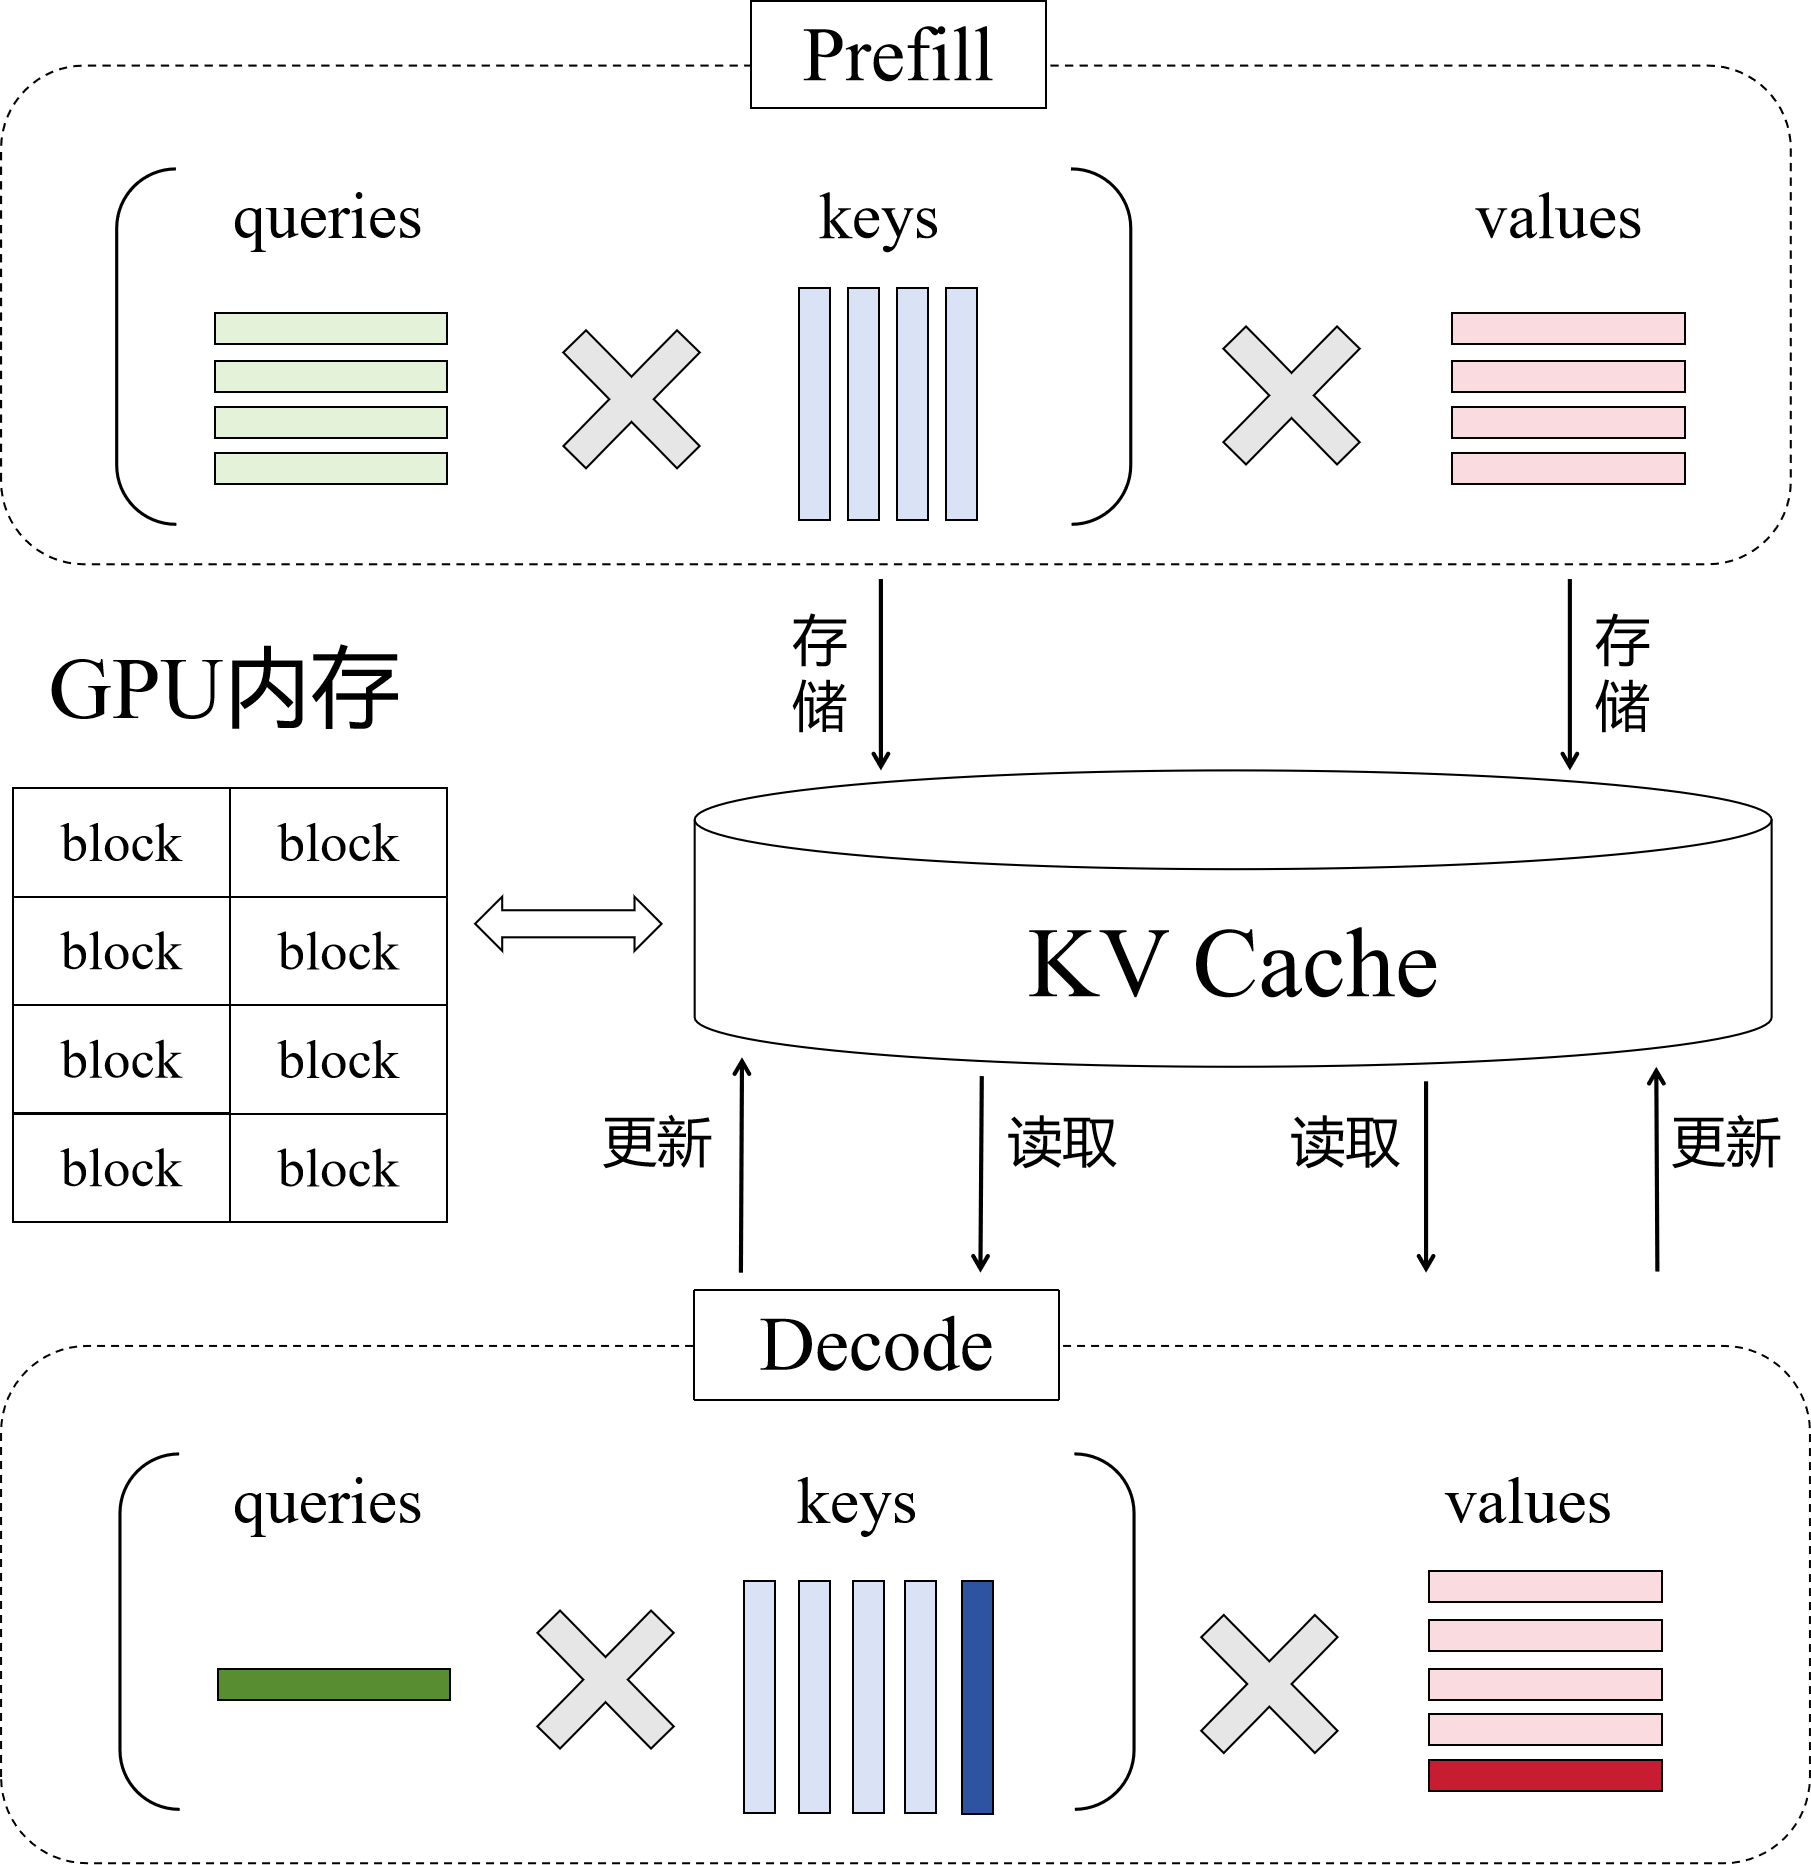 Prefill
queries
keys
values
存储
存储
GPU内存
block block
block block
block block
block block
KV Cache
更新
读取
读取
更新
Decode
queries
keys
values